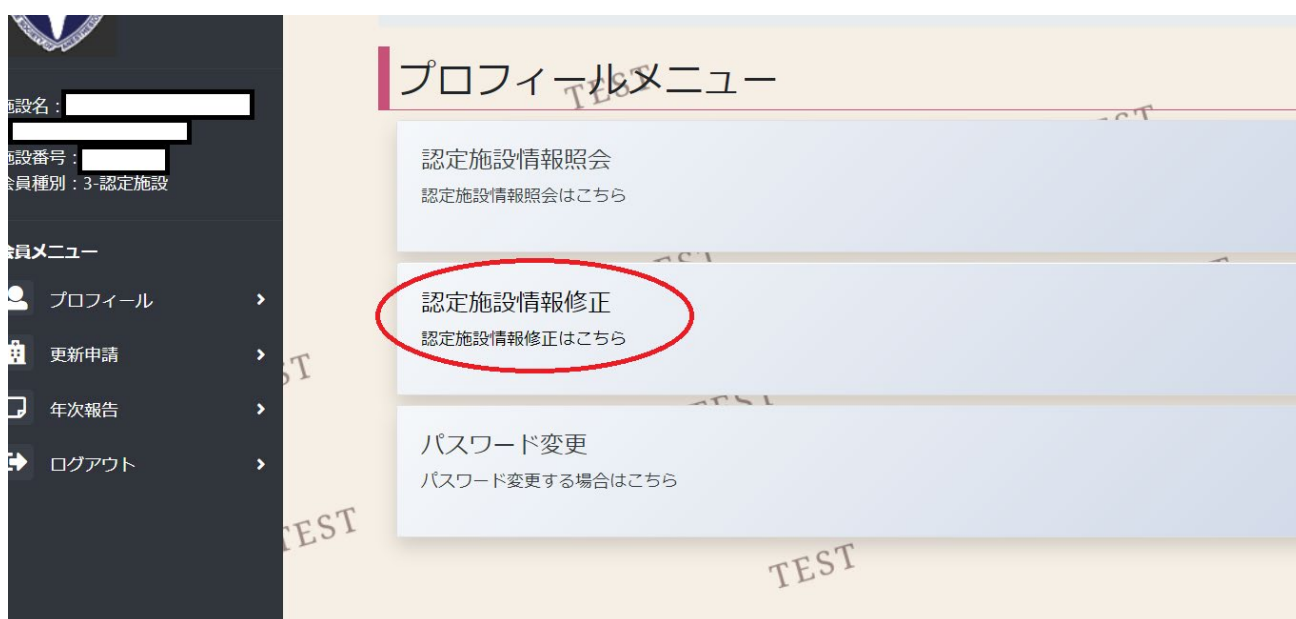 プロフィールメニュー
認定施設情報照会
認定施設情報照会はこちら
認定施設情報修正
認定施設情報修正はこちら
パスワード変更
パスワード変更する場合はこちら
設名：
設番号：
員種別：3-認定施設
員メニュー
プロフィール
更新申請
年次報告
ログアウト
TEST
TEST
TEST